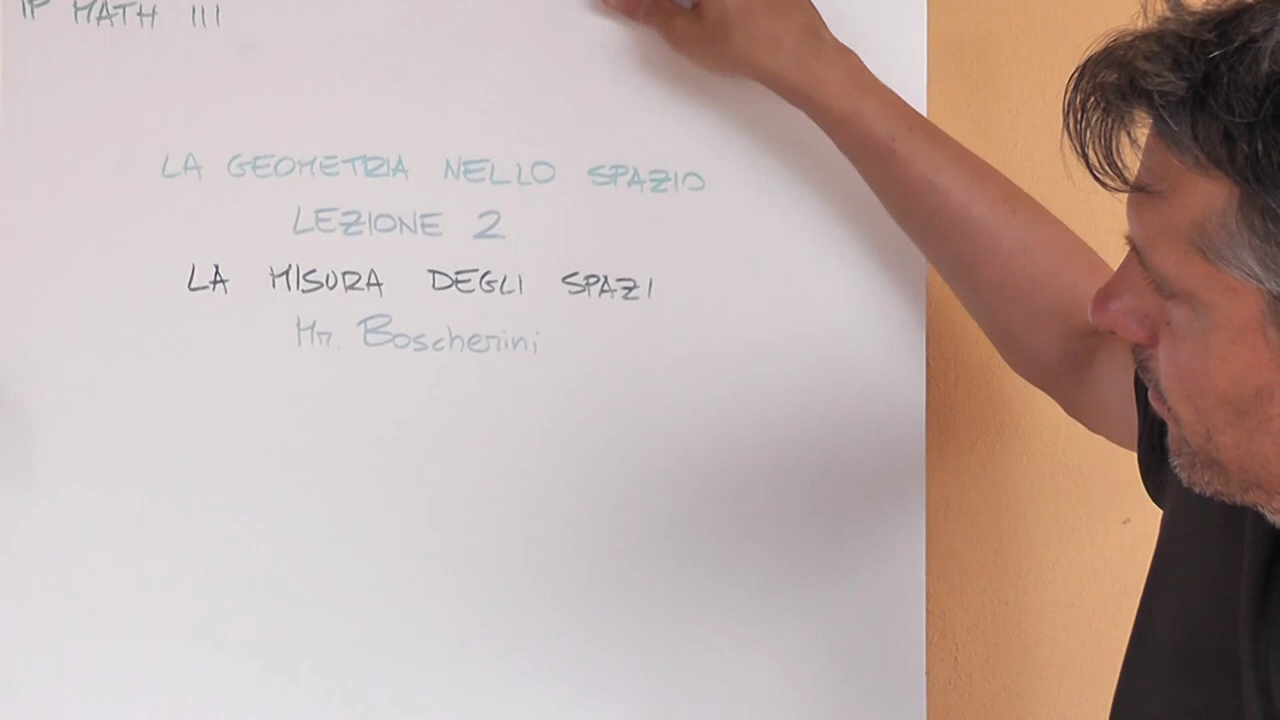 IP MATH III
LA GEOMETRIA NELLO SPAZIO
LEZIONE 2
LA MISURA DEGLI SPAZI
Mr. Boscherini